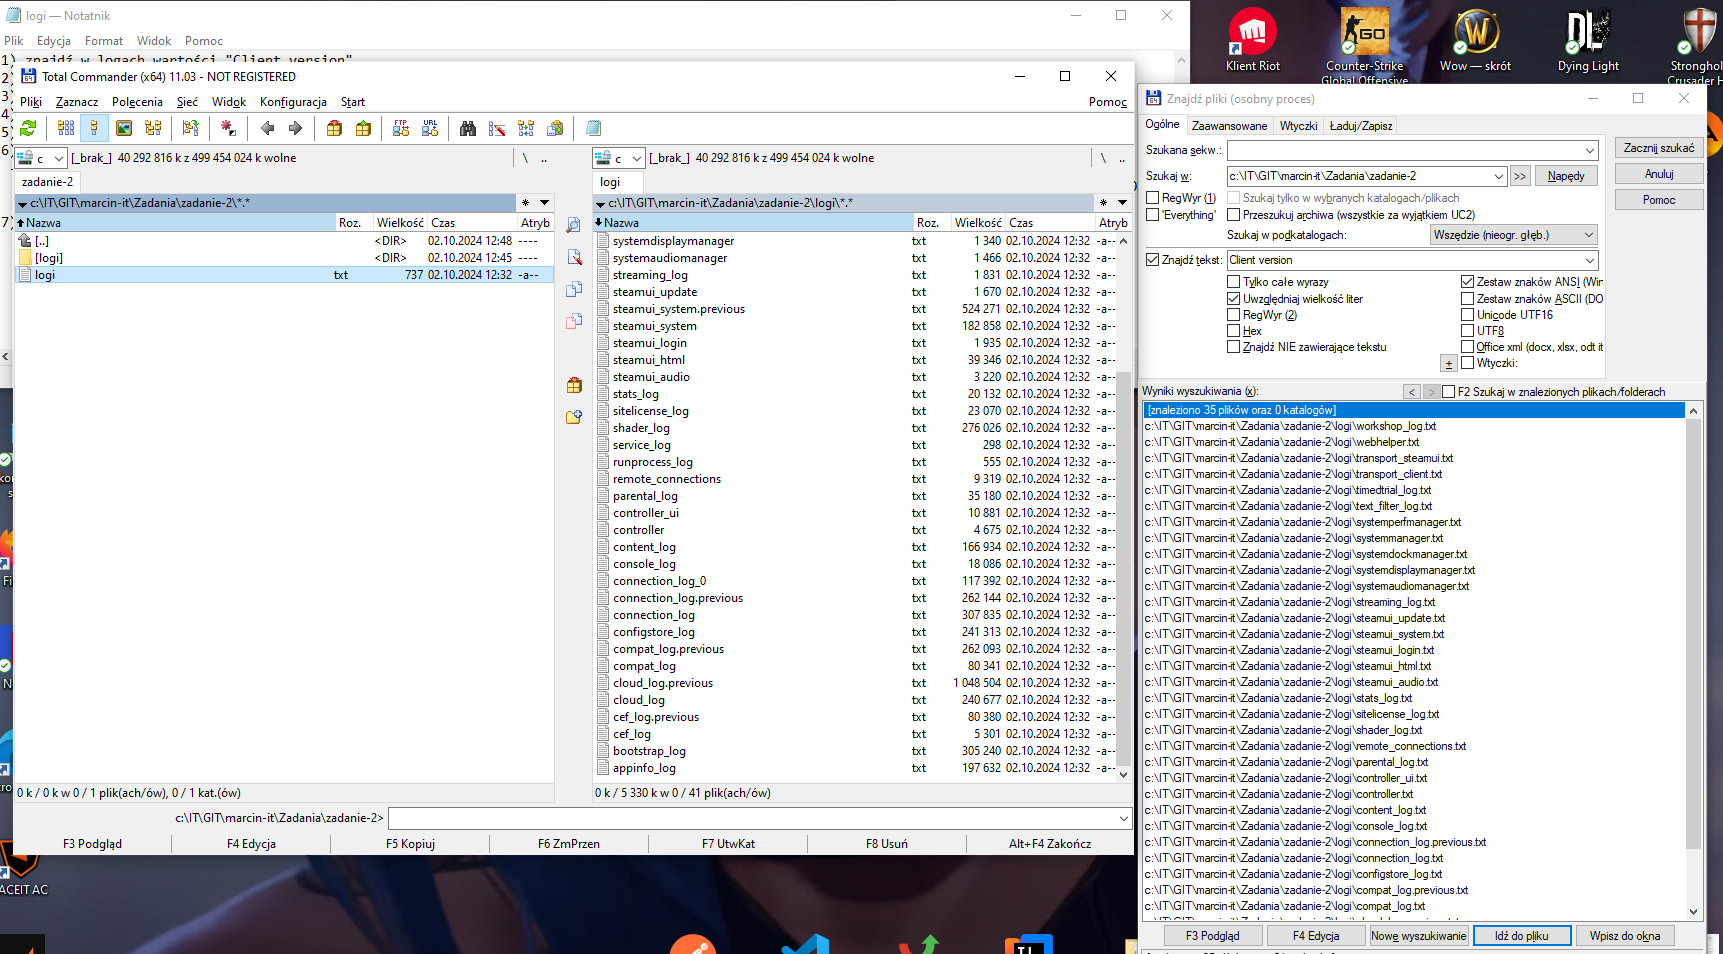 logi — Notatnik
Plik Edycja Format Widok Pomoc
1) znajdź w logach wartości "Client version"
2)
3)
4)
5)
6)
7)
Total Commander (x64) 11.03 - NOT REGISTERED
Pliki Zaznacz Polecenia Sieć Widok Konfiguracja Start Pomoc
FTP URL
c [_brak_] 40 292 816 k z 499 454 024 k wolne \ ..
zadanie-2
c:\IT\GIT\marcin-it\Zadania\zadanie-2\*.* *
Nazwa Roz. Wielkość Czas Atryb
[..] <DIR> 02.10.2024 12:48 ----
[logi] <DIR> 02.10.2024 12:45 ----
logi txt 737 02.10.2024 12:32 -a--
0 k / 0 k w 0 / 1 plik(ach/ów), 0 / 1 kat.(ów)
c [_brak_] 40 292 816 k z 499 454 024 k wolne \ ..
logi
c:\IT\GIT\marcin-it\Zadania\zadanie-2\logi\*.* *
Nazwa Roz. Wielkość Czas Atryb
systemdisplaymanager txt 1 340 02.10.2024 12:32 -a--
systemaudiomanager txt 1 466 02.10.2024 12:32 -a--
streaming_log txt 1 831 02.10.2024 12:32 -a--
steamui_update txt 1 670 02.10.2024 12:32 -a--
steamui_system.previous txt 524 271 02.10.2024 12:32 -a--
steamui_system txt 182 858 02.10.2024 12:32 -a--
steamui_login txt 1 935 02.10.2024 12:32 -a--
steamui_html txt 39 346 02.10.2024 12:32 -a--
steamui_audio txt 3 220 02.10.2024 12:32 -a--
stats_log txt 20 132 02.10.2024 12:32 -a--
sitelicense_log txt 23 070 02.10.2024 12:32 -a--
shader_log txt 276 026 02.10.2024 12:32 -a--
service_log txt 298 02.10.2024 12:32 -a--
runprocess_log txt 555 02.10.2024 12:32 -a--
remote_connections txt 9 319 02.10.2024 12:32 -a--
parental_log txt 35 180 02.10.2024 12:32 -a--
controller_ui txt 10 881 02.10.2024 12:32 -a--
controller txt 4 675 02.10.2024 12:32 -a--
content_log txt 166 934 02.10.2024 12:32 -a--
console_log txt 18 086 02.10.2024 12:32 -a--
connection_log_0 txt 117 392 02.10.2024 12:32 -a--
connection_log.previous txt 262 144 02.10.2024 12:32 -a--
connection_log txt 307 835 02.10.2024 12:32 -a--
configstore_log txt 241 313 02.10.2024 12:32 -a--
compat_log.previous txt 262 093 02.10.2024 12:32 -a--
compat_log txt 80 341 02.10.2024 12:32 -a--
cloud_log.previous txt 1 048 504 02.10.2024 12:32 -a--
cloud_log txt 240 677 02.10.2024 12:32 -a--
cef_log.previous txt 80 380 02.10.2024 12:32 -a--
cef_log txt 5 301 02.10.2024 12:32 -a--
bootstrap_log txt 305 240 02.10.2024 12:32 -a--
appinfo_log txt 197 632 02.10.2024 12:32 -a--
0 k / 5 330 k w 0 / 41 plik(ach/ów)
c:\IT\GIT\marcin-it\Zadania\zadanie-2>
F3 Podgląd F4 Edycja F5 Kopiuj F6 ZmPrzen F7 UtwKat F8 Usuń Alt+F4 Zakończ
ACEIT AC
GO W DL
Klient Riot Counter-Strike Wow — skrót Dying Light Stronghol
Global Offensive Crusader H
Znajdź pliki (osobny proces)
Ogólne Zaawansowane Wtyczki Ładuj/Zapisz
Szukana sekw.: Zacznij szukać
Szukaj w: c:\IT\GIT\marcin-it\Zadania\zadanie-2 >> Napędy Anuluj
RegWyr (1) Szukaj tylko w wybranych katalogach/plikach Pomoc
'Everything' Przeszukuj archiwa (wszystkie za wyjątkiem UC2)
Szukaj w podkatalogach: Wszędzie (nieogr. głęb.)
Znajdź tekst: Client version
Tylko całe wyrazy Zestaw znaków ANSI (Win
Uwzględniaj wielkość liter Zestaw znaków ASCII (DO
RegWyr (2) Unicode UTF16
Hex UTF8
Znajdź NIE zawierające tekstu Office xml (docx, xlsx, odt it
± Wtyczki:
Wyniki wyszukiwania (x): < > F2 Szukaj w znalezionych plikach/folderach
[znaleziono 35 plików oraz 0 katalogów]
c:\IT\GIT\marcin-it\Zadania\zadanie-2\logi\workshop_log.txt
c:\IT\GIT\marcin-it\Zadania\zadanie-2\logi\webhelper.txt
c:\IT\GIT\marcin-it\Zadania\zadanie-2\logi\transport_steamui.txt
c:\IT\GIT\marcin-it\Zadania\zadanie-2\logi\transport_client.txt
c:\IT\GIT\marcin-it\Zadania\zadanie-2\logi\timedtrial_log.txt
c:\IT\GIT\marcin-it\Zadania\zadanie-2\logi\text_filter_log.txt
c:\IT\GIT\marcin-it\Zadania\zadanie-2\logi\systemperfmanager.txt
c:\IT\GIT\marcin-it\Zadania\zadanie-2\logi\systemmanager.txt
c:\IT\GIT\marcin-it\Zadania\zadanie-2\logi\systemdockmanager.txt
c:\IT\GIT\marcin-it\Zadania\zadanie-2\logi\systemdisplaymanager.txt
c:\IT\GIT\marcin-it\Zadania\zadanie-2\logi\systemaudiomanager.txt
c:\IT\GIT\marcin-it\Zadania\zadanie-2\logi\streaming_log.txt
c:\IT\GIT\marcin-it\Zadania\zadanie-2\logi\steamui_update.txt
c:\IT\GIT\marcin-it\Zadania\zadanie-2\logi\steamui_system.txt
c:\IT\GIT\marcin-it\Zadania\zadanie-2\logi\steamui_login.txt
c:\IT\GIT\marcin-it\Zadania\zadanie-2\logi\steamui_html.txt
c:\IT\GIT\marcin-it\Zadania\zadanie-2\logi\steamui_audio.txt
c:\IT\GIT\marcin-it\Zadania\zadanie-2\logi\stats_log.txt
c:\IT\GIT\marcin-it\Zadania\zadanie-2\logi\sitelicense_log.txt
c:\IT\GIT\marcin-it\Zadania\zadanie-2\logi\shader_log.txt
c:\IT\GIT\marcin-it\Zadania\zadanie-2\logi\remote_connections.txt
c:\IT\GIT\marcin-it\Zadania\zadanie-2\logi\parental_log.txt
c:\IT\GIT\marcin-it\Zadania\zadanie-2\logi\controller_ui.txt
c:\IT\GIT\marcin-it\Zadania\zadanie-2\logi\controller.txt
c:\IT\GIT\marcin-it\Zadania\zadanie-2\logi\content_log.txt
c:\IT\GIT\marcin-it\Zadania\zadanie-2\logi\console_log.txt
c:\IT\GIT\marcin-it\Zadania\zadanie-2\logi\connection_log.previous.txt
c:\IT\GIT\marcin-it\Zadania\zadanie-2\logi\connection_log.txt
c:\IT\GIT\marcin-it\Zadania\zadanie-2\logi\configstore_log.txt
c:\IT\GIT\marcin-it\Zadania\zadanie-2\logi\compat_log.previous.txt
c:\IT\GIT\marcin-it\Zadania\zadanie-2\logi\compat_log.txt
F3 Podgląd F4 Edycja Nowe wyszukiwanie Idź do pliku Wpisz do okna